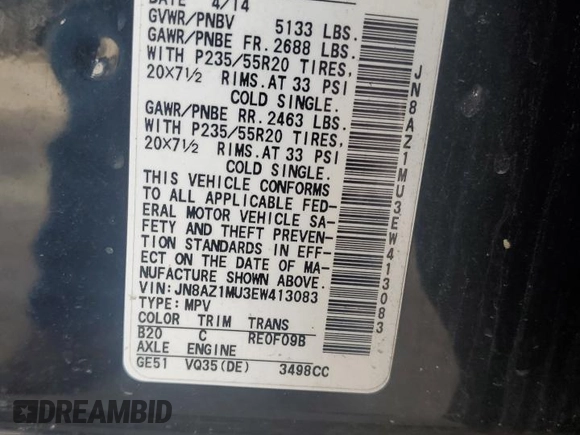 DATE 4/14
GVWR/PNBV 5133 LBS.
GAWR/PNBE FR. 2688 LBS.
WITH P235/55R20 TIRES,
20×7½ RIMS.AT 33 PSI
COLD SINGLE.
GAWR/PNBE RR. 2463 LBS.
WITH P235/55R20 TIRES,
20×7½ RIMS.AT 33 PSI
COLD SINGLE.
THIS VEHICLE CONFORMS
TO ALL APPLICABLE FED-
ERAL MOTOR VEHICLE SA-
FETY AND THEFT PREVEN-
TION STANDARDS IN EFF-
ECT ON THE DATE OF MA-
NUFACTURE SHOWN ABOVE.
VIN:JN8AZ1MU3EW413083
TYPE:MPV
COLOR TRIM TRANS
B20 C RE0F09B
AXLE ENGINE
GE51 VQ35(DE) 3498CC
JN8AZ1MU3EW413083
DREAMBID